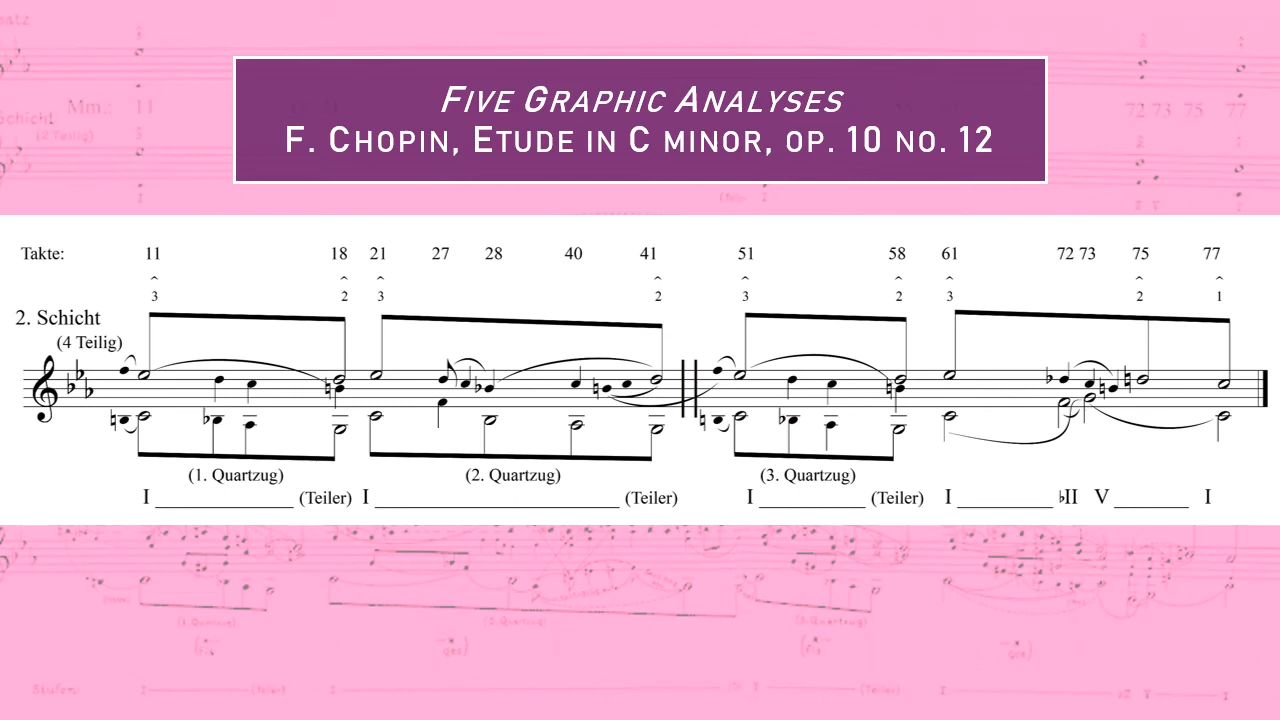 FIVE GRAPHIC ANALYSES
F. CHOPIN, ETUDE IN C MINOR, OP. 10 NO. 12
Takte: 11 18 21 27 28 40 41 51 58 61 72 73 75 77
^ ^ ^ ^ ^ ^ ^ ^ ^
3 2 3 2 3 2 3 2 1
2. Schicht
(4 Teilig)
(1. Quartzug) (2. Quartzug) (3. Quartzug)
I (Teiler) I (Teiler) I (Teiler) I ♭II V I
Mm.: 11 72 73 75 77
(2 Teilig)